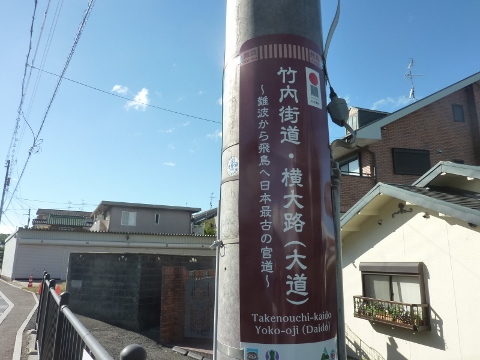 竹内街道・横大路(大道)
~難波から飛鳥へ日本最古の官道~
Takenouchi-kaido
Yoko-oji (Daido)